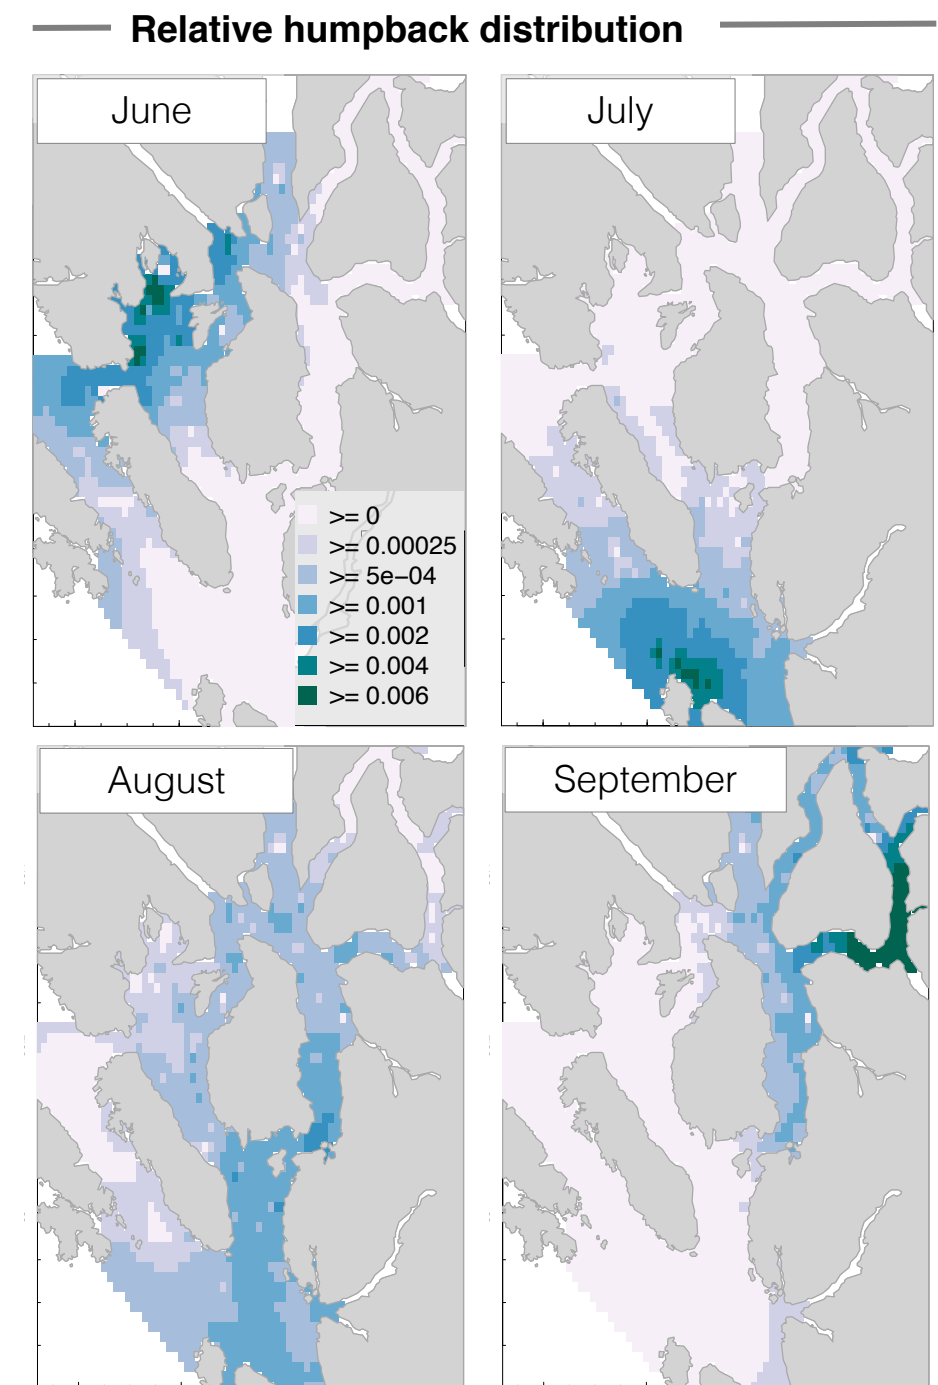 Relative humpback distribution
June
July
>= 0
>= 0.00025
>= 5e−04
>= 0.001
>= 0.002
>= 0.004
>= 0.006
August
September